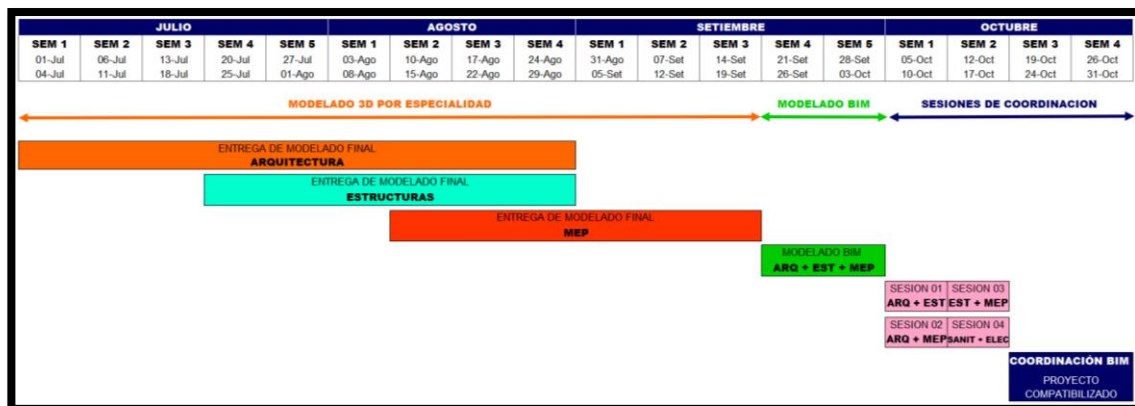 JULIO AGOSTO SETIEMBRE OCTUBRE
SEM 1 SEM 2 SEM 3 SEM 4 SEM 5 SEM 1 SEM 2 SEM 3 SEM 4 SEM 1 SEM 2 SEM 3 SEM 4 SEM 5 SEM 1 SEM 2 SEM 3 SEM 4
01-Jul 06-Jul 13-Jul 20-Jul 27-Jul 03-Ago 10-Ago 17-Ago 24-Ago 31-Ago 07-Set 14-Set 21-Set 28-Set 05-Oct 12-Oct 19-Oct 26-Oct
04-Jul 11-Jul 18-Jul 25-Jul 01-Ago 08-Ago 15-Ago 22-Ago 29-Ago 05-Set 12-Set 19-Set 26-Set 03-Oct 10-Oct 17-Oct 24-Oct 31-Oct
MODELADO 3D POR ESPECIALIDAD MODELADO BIM SESIONES DE COORDINACION
ENTREGA DE MODELADO FINAL
ARQUITECTURA
ENTREGA DE MODELADO FINAL
ESTRUCTURAS
ENTREGA DE MODELADO FINAL
MEP
MODELADO BIM
ARQ + EST + MEP
SESION 01 SESION 03
ARQ + EST EST + MEP
SESION 02 SESION 04
ARQ + MEP SANIT + ELEC
COORDINACIÓN BIM
PROYECTO
COMPATIBILIZADO